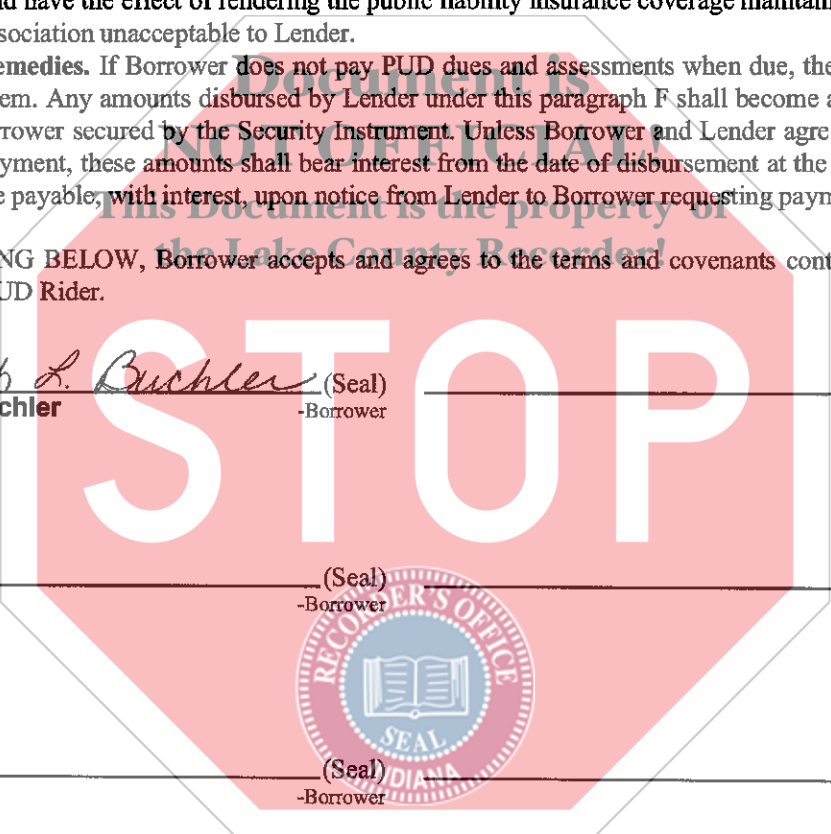 nd have the effect of rendering the public liability insurance coverage maintain
ssociation unacceptable to Lender.
emedies. If Borrower does not pay PUD dues and assessments when due, the
em. Any amounts disbursed by Lender under this paragraph F shall become a
rrower secured by the Security Instrument. Unless Borrower and Lender agre
yment, these amounts shall bear interest from the date of disbursement at the
e payable, with interest, upon notice from Lender to Borrower requesting paym
Document is
NOT OFFICIAL!
This Document is the property of
the Lake County Recorder!
NG BELOW, Borrower accepts and agrees to the terms and covenants cont
UD Rider.
STOP
L. Buchler (Seal)
chler -Borrower
(Seal)
-Borrower
RECORDER'S OFFICE
SEAL
INDIANA
(Seal)
-Borrower